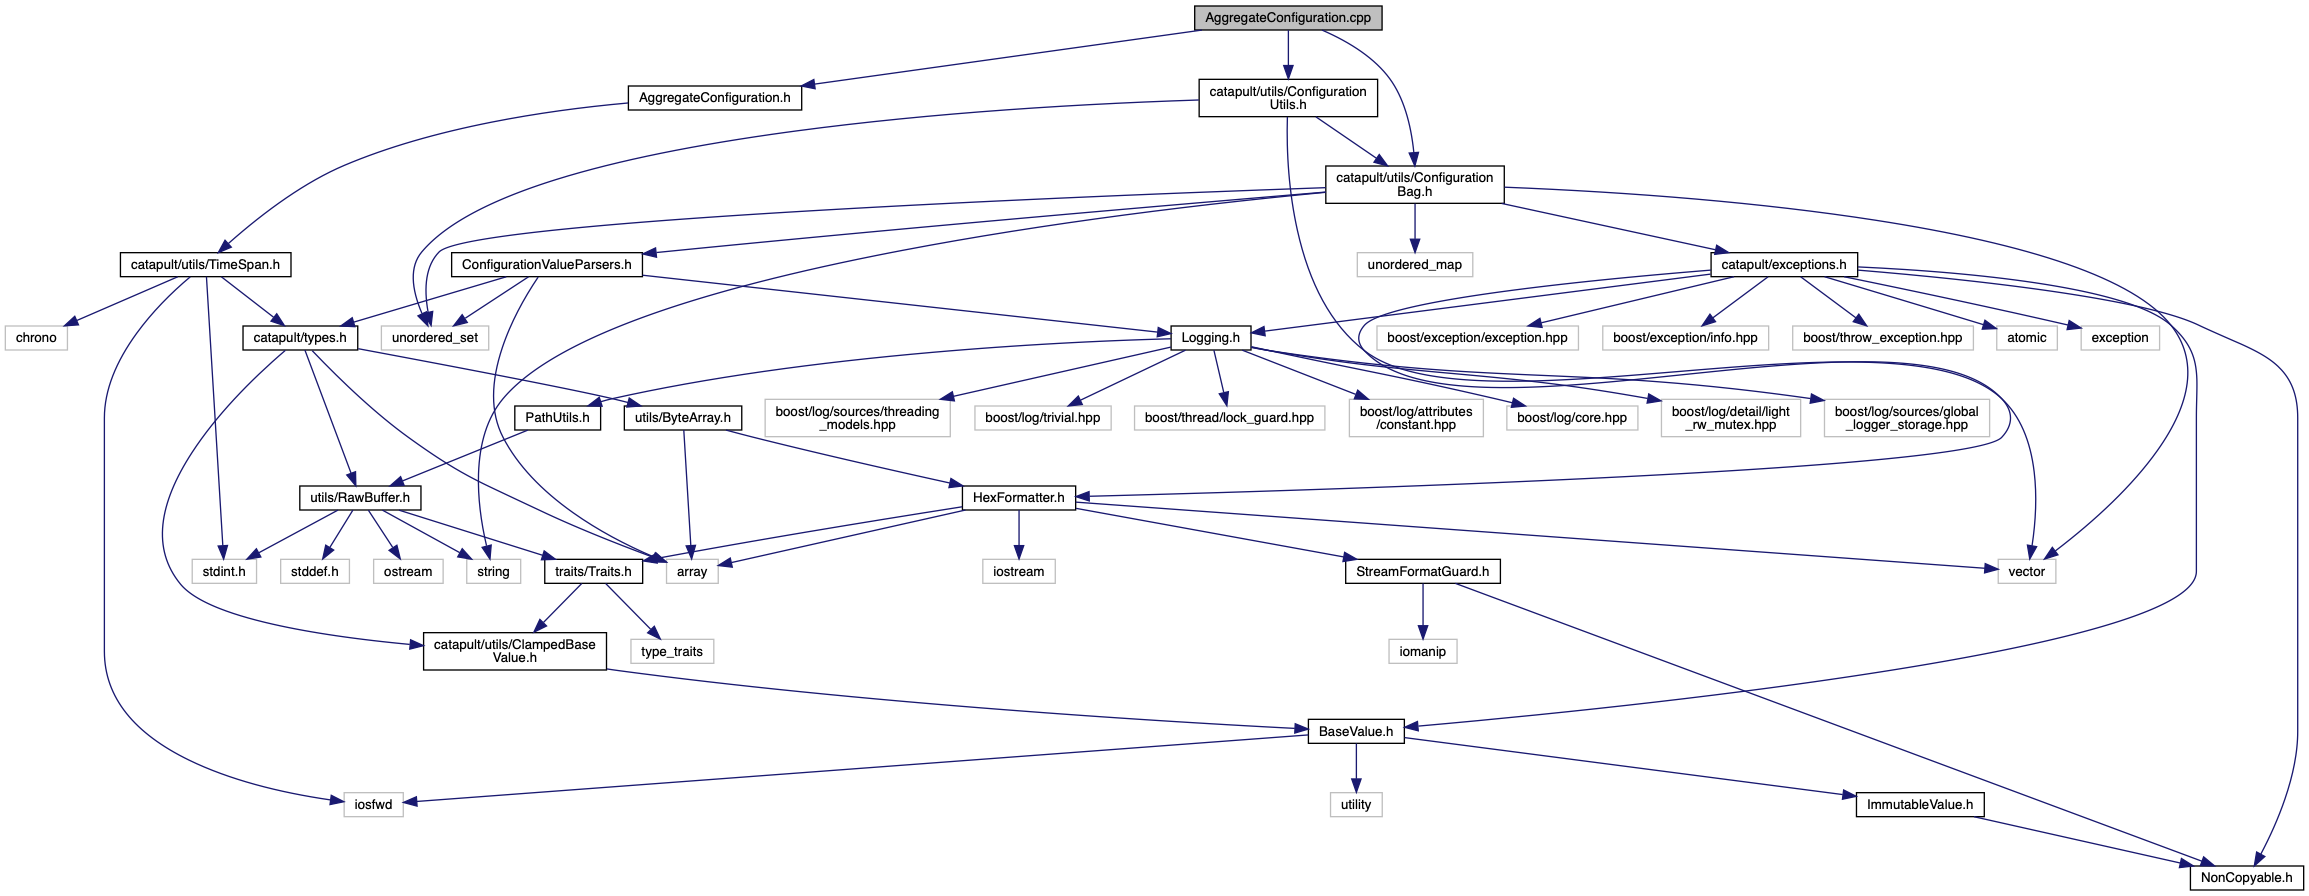 AggregateConfiguration.cpp
AggregateConfiguration.h
catapult/utils/Configuration
Utils.h
catapult/utils/Configuration
Bag.h
catapult/utils/TimeSpan.h
ConfigurationValueParsers.h
unordered_map
catapult/exceptions.h
chrono
catapult/types.h
unordered_set
Logging.h
boost/exception/exception.hpp
boost/exception/info.hpp
boost/throw_exception.hpp
atomic
exception
PathUtils.h
utils/ByteArray.h
boost/log/sources/threading
_models.hpp
boost/log/trivial.hpp
boost/thread/lock_guard.hpp
boost/log/attributes
/constant.hpp
boost/log/core.hpp
boost/log/detail/light
_rw_mutex.hpp
boost/log/sources/global
_logger_storage.hpp
utils/RawBuffer.h
HexFormatter.h
stdint.h
stddef.h
ostream
string
traits/Traits.h
array
iostream
StreamFormatGuard.h
vector
catapult/utils/ClampedBase
Value.h
type_traits
iomanip
BaseValue.h
iosfwd
utility
ImmutableValue.h
NonCopyable.h